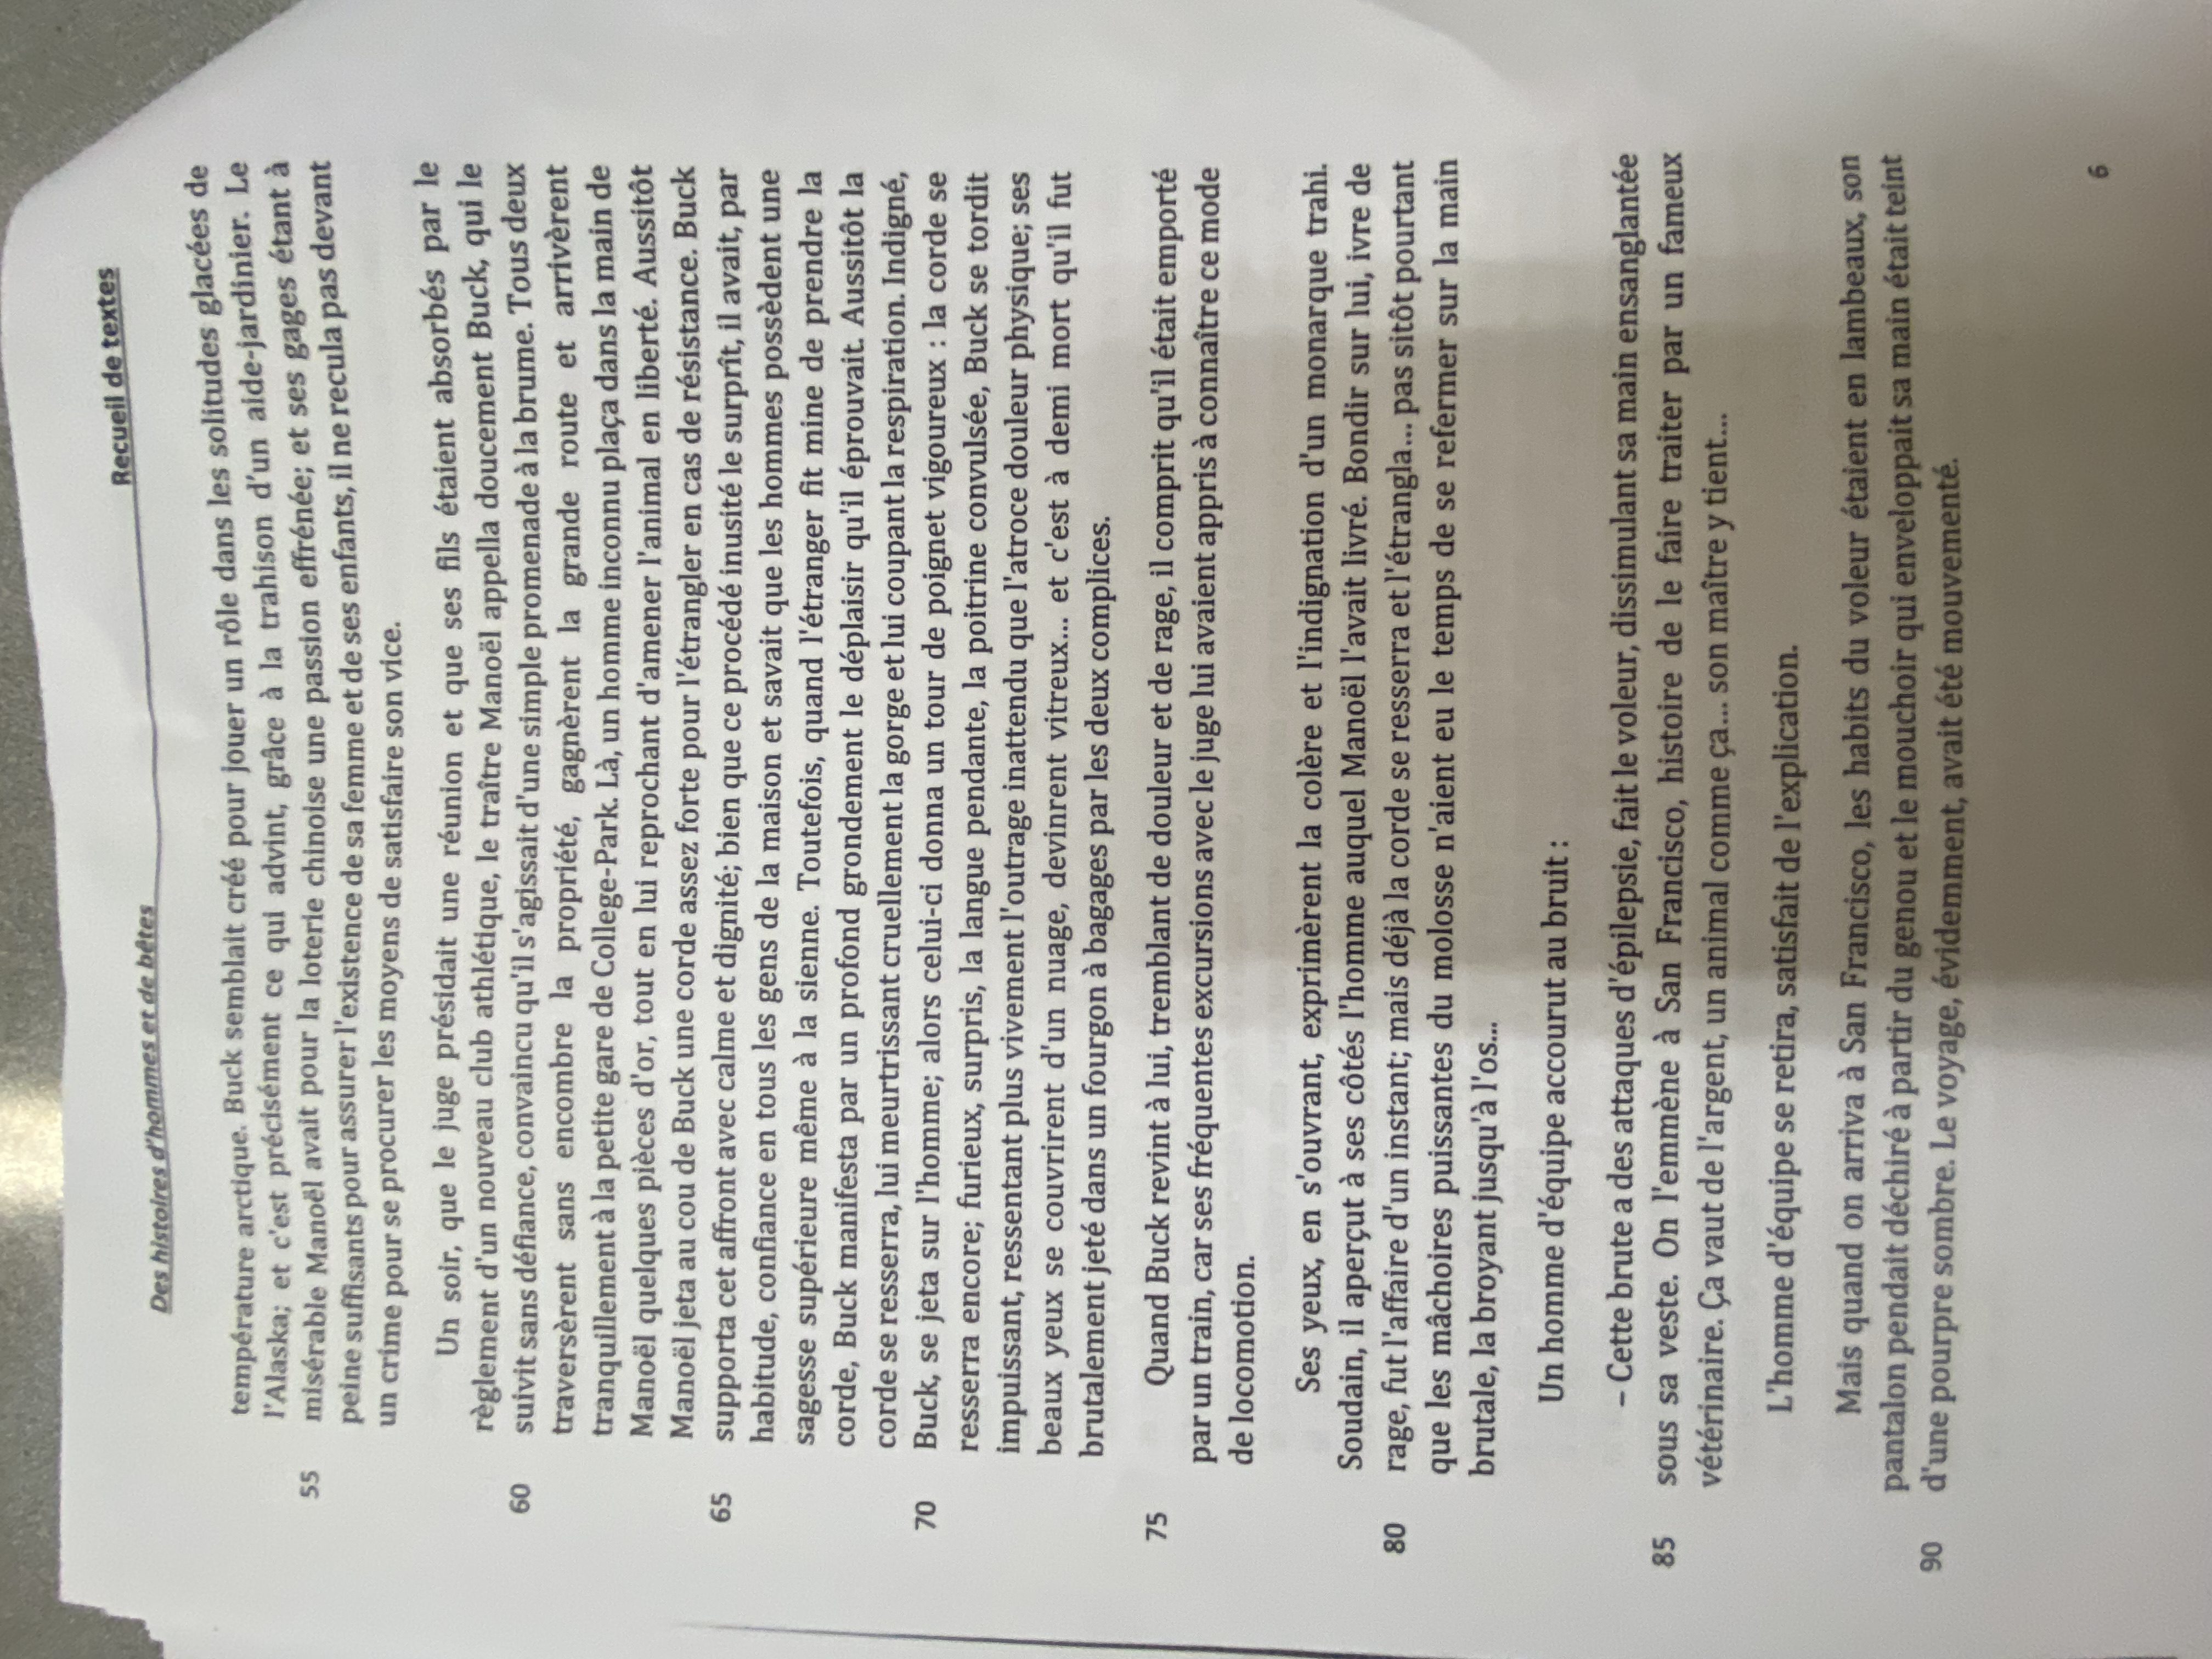 Des histoires d'hommes et de bêtes
Recueil de textes
température arctique. Buck semblait créé pour jouer un rôle dans les solitudes glacées de
l'Alaska; et c'est précisément ce qui advint, grâce à la trahison d'un aide-jardinier. Le
55 misérable Manoël avait pour la loterie chinoise une passion effrénée; et ses gages étant à
peine suffisants pour assurer l'existence de sa femme et de ses enfants, il ne recula pas devant
un crime pour se procurer les moyens de satisfaire son vice.
Un soir, que le juge présidait une réunion et que ses fils étaient absorbés par le
règlement d'un nouveau club athlétique, le traître Manoël appella doucement Buck, qui le
60 suivit sans défiance, convaincu qu'il s'agissait d'une simple promenade à la brume. Tous deux
traversèrent sans encombre la propriété, gagnèrent la grande route et arrivèrent
tranquillement à la petite gare de College-Park. Là, un homme inconnu plaça dans la main de
Manoël quelques pièces d'or, tout en lui reprochant d'amener l'animal en liberté. Aussitôt
Manoël jeta au cou de Buck une corde assez forte pour l'étrangler en cas de résistance. Buck
65 supporta cet affront avec calme et dignité; bien que ce procédé inusité le surprît, il avait, par
habitude, confiance en tous les gens de la maison et savait que les hommes possèdent une
sagesse supérieure même à la sienne. Toutefois, quand l'étranger fit mine de prendre la
corde, Buck manifesta par un profond grondement le déplaisir qu'il éprouvait. Aussitôt la
corde se resserra, lui meurtrissant cruellement la gorge et lui coupant la respiration. Indigné,
70 Buck, se jeta sur l'homme; alors celui-ci donna un tour de poignet vigoureux : la corde se
resserra encore; furieux, surpris, la langue pendante, la poitrine convulsée, Buck se tordit
impuissant, ressentant plus vivement l'outrage inattendu que l'atroce douleur physique; ses
beaux yeux se couvrirent d'un nuage, devinrent vitreux... et c'est à demi mort qu'il fut
brutalement jeté dans un fourgon à bagages par les deux complices.
75 Quand Buck revint à lui, tremblant de douleur et de rage, il comprit qu'il était emporté
par un train, car ses fréquentes excursions avec le juge lui avaient appris à connaître ce mode
de locomotion.
Ses yeux, en s'ouvrant, exprimèrent la colère et l'indignation d'un monarque trahi.
Soudain, il aperçut à ses côtés l'homme auquel Manoël l'avait livré. Bondir sur lui, ivre de
80 rage, fut l'affaire d'un instant; mais déjà la corde se resserra et l'étrangla... pas sitôt pourtant
que les mâchoires puissantes du molosse n'aient eu le temps de se refermer sur la main
brutale, la broyant jusqu'à l'os...
Un homme d'équipe accourut au bruit :
– Cette brute a des attaques d'épilepsie, fait le voleur, dissimulant sa main ensanglantée
85 sous sa veste. On l'emmène à San Francisco, histoire de le faire traiter par un fameux
vétérinaire. Ça vaut de l'argent, un animal comme ça... son maître y tient...
L'homme d'équipe se retira, satisfait de l'explication.
Mais quand on arriva à San Francisco, les habits du voleur étaient en lambeaux, son
pantalon pendait déchiré à partir du genou et le mouchoir qui enveloppait sa main était teint
90 d'une pourpre sombre. Le voyage, évidemment, avait été mouvementé.
6